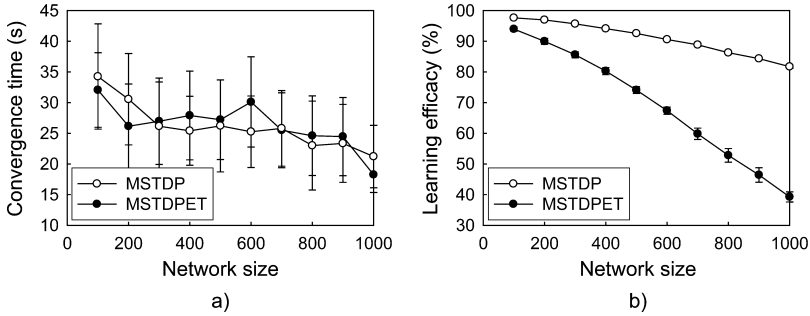 Convergence time (s)
45
40
35
30
25
20
15
10
MSTDP
MSTDPET
0 200 400 600 800 1000
Network size
a)
Learning efficacy (%)
100
90
80
70
60
50
40
30
MSTDP
MSTDPET
0 200 400 600 800 1000
Network size
b)